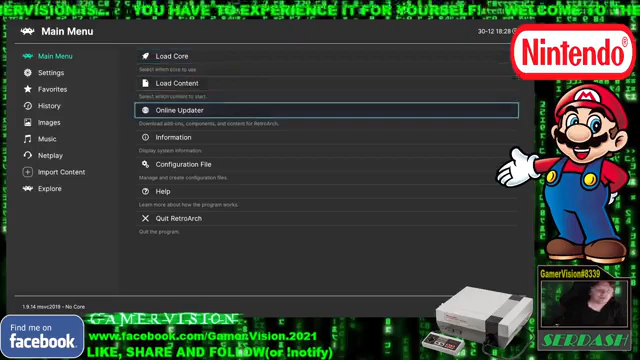 ERVISION IS... YOU HAVE TO EXPERIENCE IT FOR YOURSELF! WELCOME TO THE
Main Menu
30-12 18:28
Nintendo
Main Menu
Settings
Favorites
History
Images
Music
Netplay
Import Content
Explore
Load Core
Select which core to use.
Load Content
Select which content to start.
Online Updater
Download add-ons, components, and content for RetroArch.
Information
Display system information.
Configuration File
Manage and create configuration files.
Help
Learn more about how the program works.
Quit RetroArch
Quit the program.
1.9.14 msvc2019 - No Core
GamerVision#8339
SERDASH
Find me on
facebook.
GAMERVISION
www.facebook.com/Gamer.Vision.2021
LIKE, SHARE AND FOLLOW(or !notify)